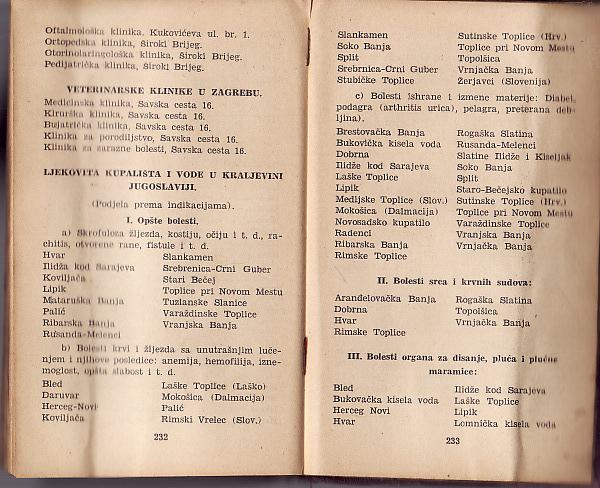 Oftalmološka klinika, Kukovićeva ul. br. 1.
Ortopedska klinika, Široki Brijeg.
Otorinolaringološka klinika, Široki Brijeg.
Pedijatrička klinika, Široki Brijeg.
VETERINARSKE KLINIKE U ZAGREBU.
Medicinska klinika, Savska cesta 16.
Kirurška klinika, Savska cesta 16.
Bujatrička klinika, Savska cesta 16.
Klinika za porodiljstvo, Savska cesta 16.
Klinika za zarazne bolesti, Savska cesta 16.
LJEKOVITA KUPALIŠTA I VODE U KRALJEVINI
JUGOSLAVIJI.
(Podjela prema indikacijama).
I. Opšte bolesti.
a) Skrofuloza žlijezda, kostiju, očiju i t. d., ra-
chitis, otvorene rane, fistule i t. d.
Hvar Slankamen
Ilidža kod Sarajeva Srebrenica-Crni Guber
Koviljača Stari Bečej
Lipik Toplice pri Novom Mestu
Mataruška Banja Tuzlanske Slanice
Palić Varaždinske Toplice
Ribarska Banja Vranjska Banja
Rusanda-Melenci
b) Bolesti krvi i žlijezda sa unutrašnjim luče-
njem i njihove posledice: anemija, hemofilija, izne-
moglost, opšta slabost i t. d.
Bled Laške Toplice (Laško)
Daruvar Mokošica (Dalmacija)
Herceg-Novi Palić
Koviljača Rimski Vrelec (Slov.)
232
Slankamen Sutinske Toplice (Hrv.)
Soko Banja Toplice pri Novom Mestu
Split Topolšica
Srebrnica-Crni Guber Vrnjačka Banja
Stubičke Toplice Žerjavci (Slovenija)
c) Bolesti ishrane i izmene materije: Diabet,
podagra (arthritis urica), pelagra, preterana deb-
ljina).
Brestovačka Banja Rogaška Slatina
Bukovička kisela voda Rusanda-Melenci
Dobrna Slatine Ilidže i Kiseljak
Ilidže kod Sarajeva Soko Banja
Laške Toplice Split
Lipik Staro-Bečejsko kupatilo
Medijske Toplice (Slov.) Sutinske Toplice (Hrv.)
Mokošica (Dalmacija) Toplice pri Novom Mestu
Novosadsko kupatilo Varaždinske Toplice
Radenci Vranjska Banja
Ribarska Banja Vrnjačka Banja
Rimske Toplice
II. Bolesti srca i krvnih sudova:
Aranđelovačka Banja Rogaška Slatina
Dobrna Topolšica
Hvar Vrnjačka Banja
Rimske Toplice
III. Bolesti organa za disanje, pluća i plućne
maramice:
Bled Ilidže kod Sarajeva
Bukovačka kisela voda Laške Toplice
Herceg Novi Lipik
Hvar Lomnička kisela voda
233